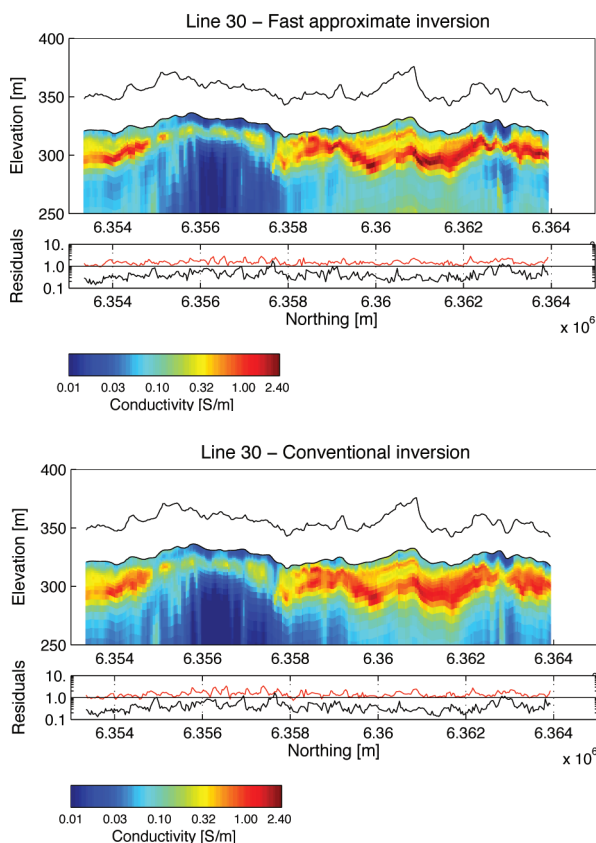 Line 30 – Fast approximate inversion
400
350
300
250
Elevation [m]
6.354 6.356 6.358 6.36 6.362 6.364
10.
1.0
0.1
Residuals
6.354 6.356 6.358 6.36 6.362 6.364
Northing [m]
x 10⁶
0.01 0.03 0.10 0.32 1.00 2.40
Conductivity [S/m]
Line 30 – Conventional inversion
400
350
300
250
Elevation [m]
6.354 6.356 6.358 6.36 6.362 6.364
10.
1.0
0.1
Residuals
6.354 6.356 6.358 6.36 6.362 6.364
Northing [m]
x 10⁶
0.01 0.03 0.10 0.32 1.00 2.40
Conductivity [S/m]